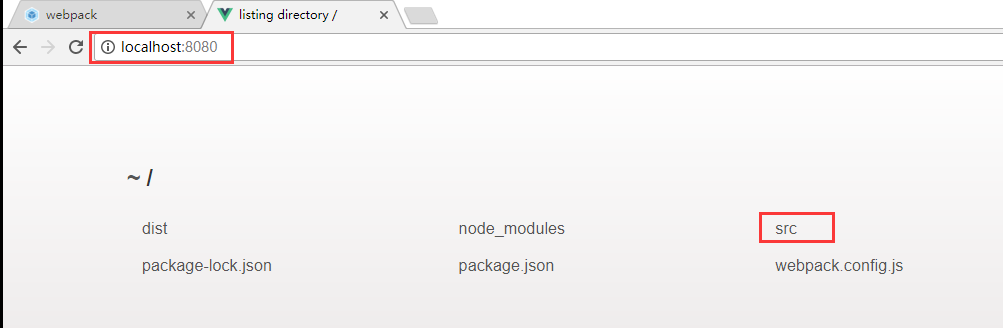 webpack
listing directory /
localhost:8080
~ /
dist node_modules src
package-lock.json package.json webpack.config.js